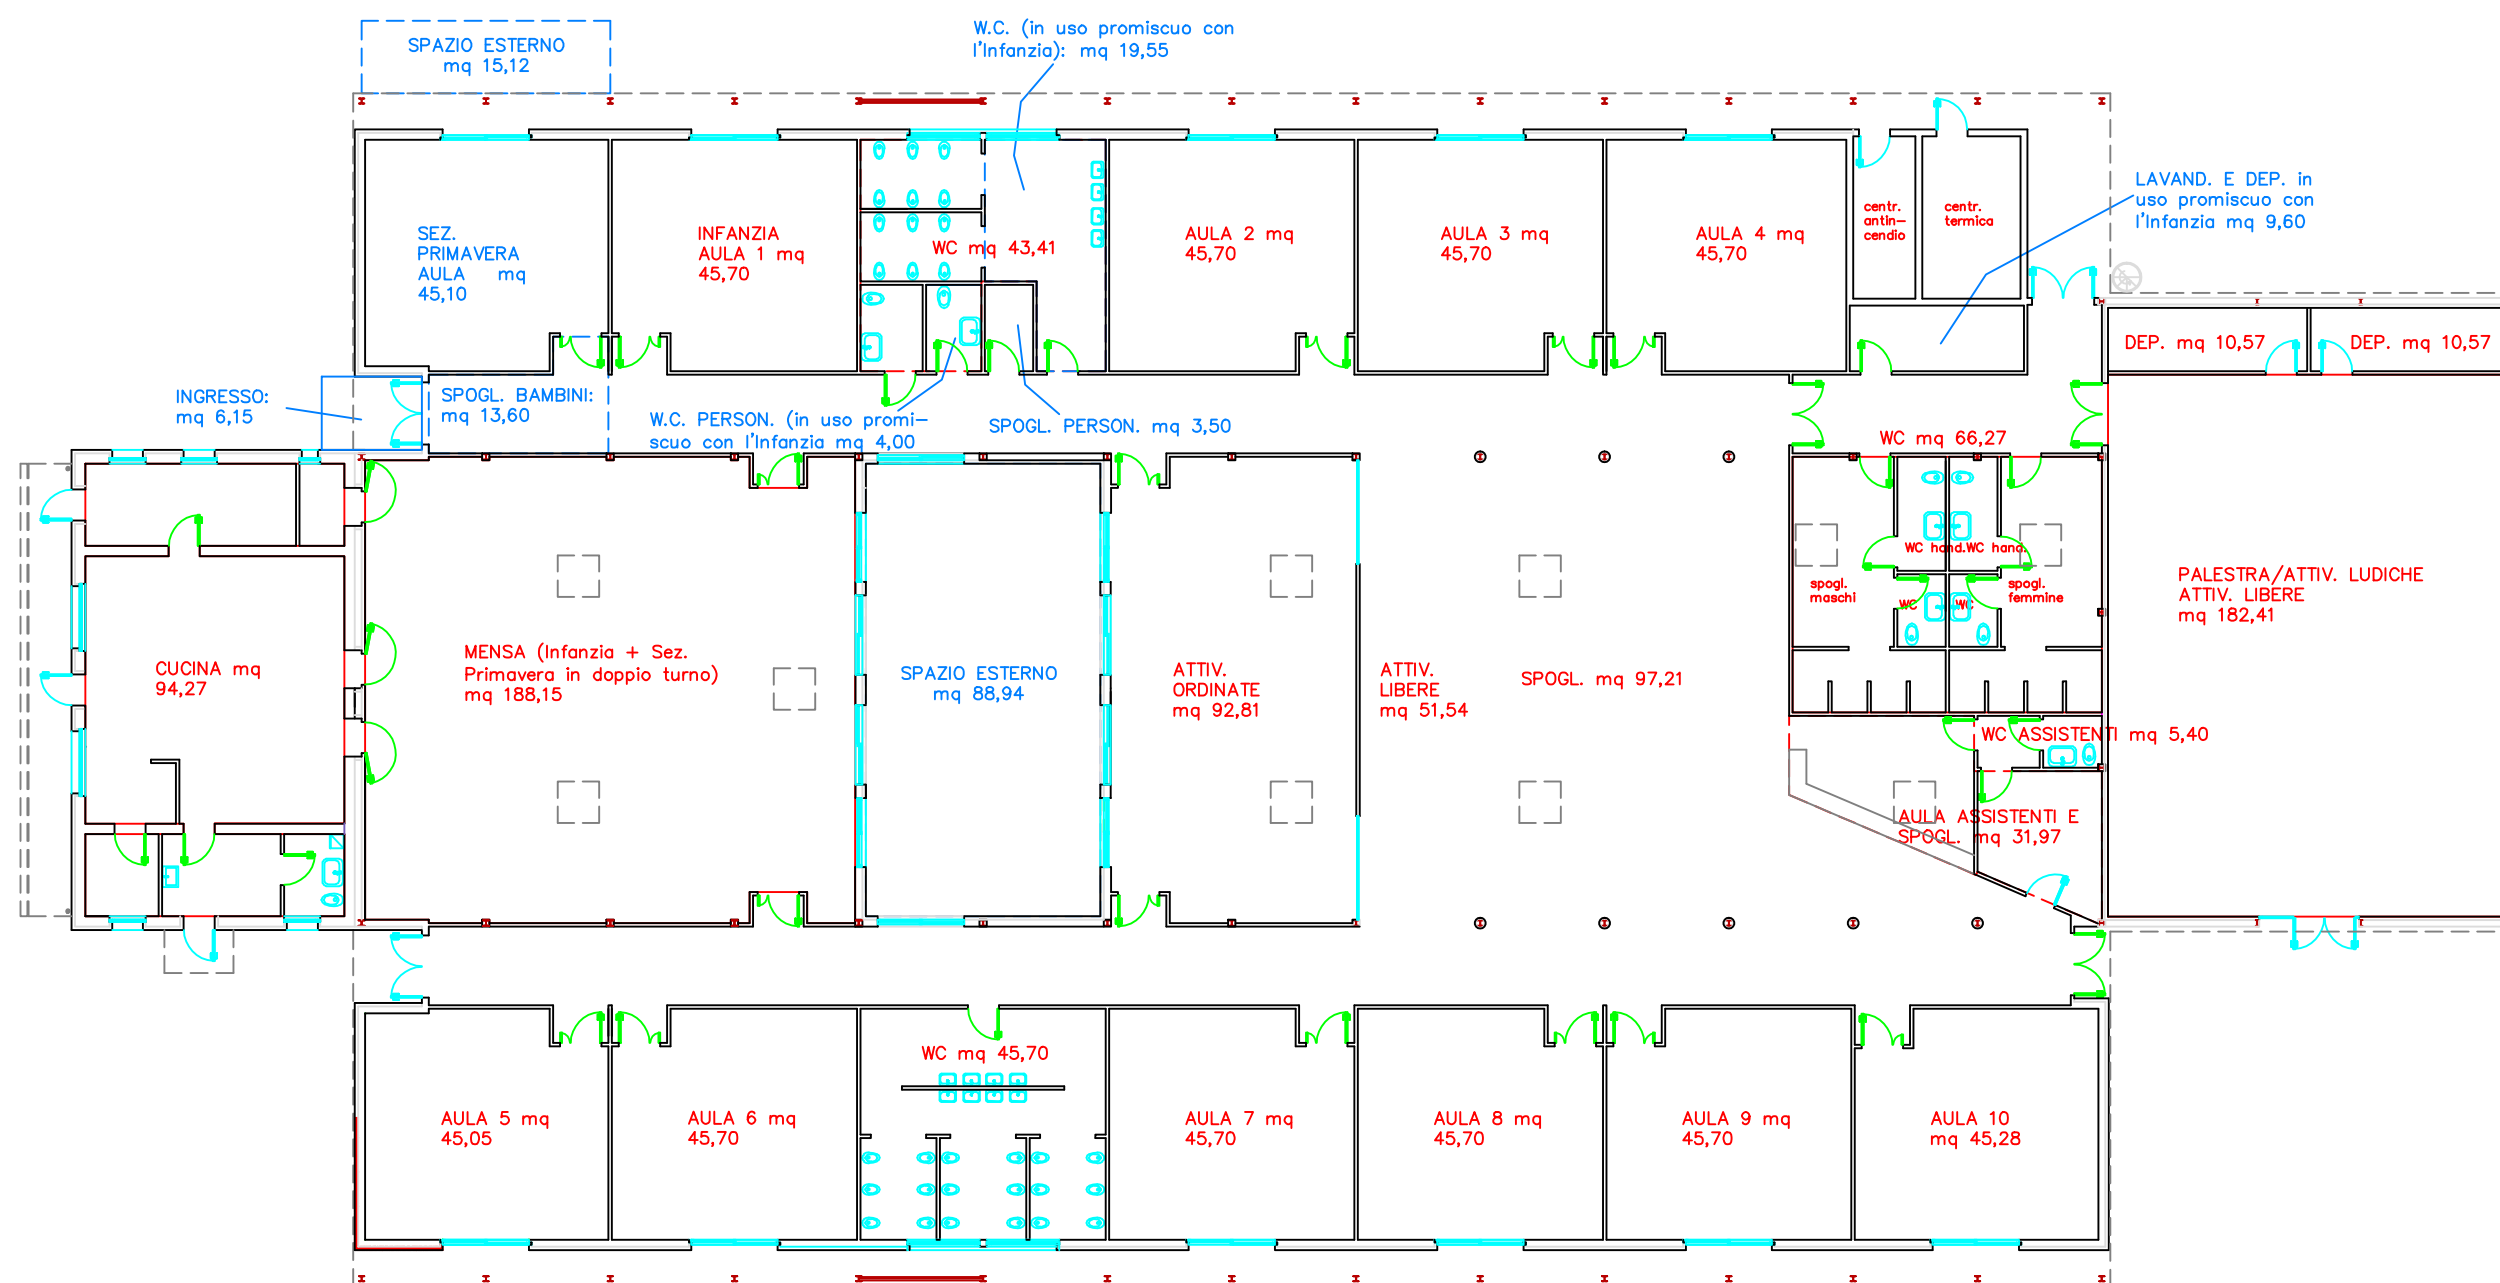 SPAZIO ESTERNO
mq 15,12
W.C. (in uso promiscuo con
l'Infanzia): mq 19,55
LAVAND. E DEP. in
uso promiscuo con
l'Infanzia mq 9,60
SEZ.
PRIMAVERA
AULA mq
45,10
INFANZIA
AULA 1 mq
45,70
WC mq 43,41
AULA 2 mq
45,70
AULA 3 mq
45,70
AULA 4 mq
45,70
centr.
antin–
cendio
centr.
termica
DEP. mq 10,57
DEP. mq 10,57
INGRESSO:
mq 6,15
SPOGL. BAMBINI:
mq 13,60
W.C. PERSON. (in uso promi–
scuo con l'Infanzia mq 4,00
SPOGL. PERSON. mq 3,50
WC mq 66,27
WC hand.
WC hand.
spogl.
maschi
spogl.
femmine
WC
WC
PALESTRA/ATTIV. LUDICHE
ATTIV. LIBERE
mq 182,41
CUCINA mq
94,27
MENSA (Infanzia + Sez.
Primavera in doppio turno)
mq 188,15
SPAZIO ESTERNO
mq 88,94
ATTIV.
ORDINATE
mq 92,81
ATTIV.
LIBERE
mq 51,54
SPOGL. mq 97,21
WC ASSISTENTI mq 5,40
AULA ASSISTENTI E
SPOGL. mq 31,97
WC mq 45,70
AULA 5 mq
45,05
AULA 6 mq
45,70
AULA 7 mq
45,70
AULA 8 mq
45,70
AULA 9 mq
45,70
AULA 10
mq 45,28